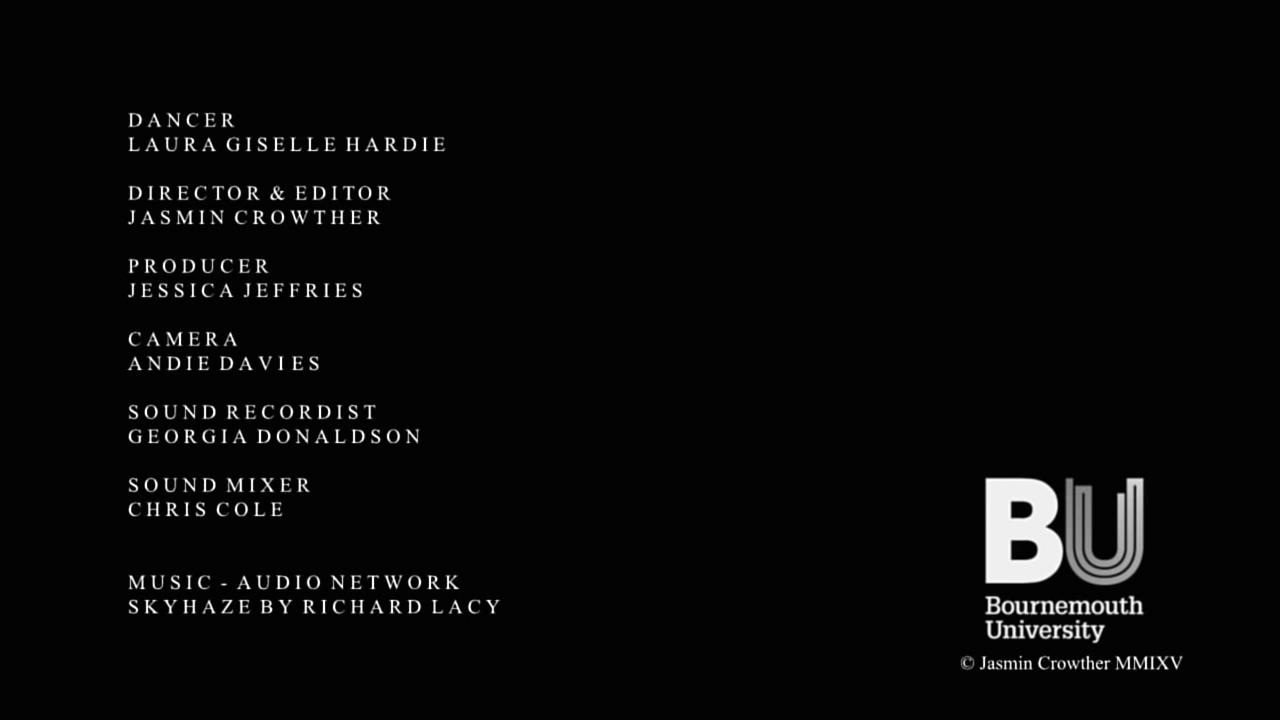 DANCER
LAURA GISELLE HARDIE
DIRECTOR & EDITOR
JASMIN CROWTHER
PRODUCER
JESSICA JEFFRIES
CAMERA
ANDIE DAVIES
SOUND RECORDIST
GEORGIA DONALDSON
SOUND MIXER
CHRIS COLE
MUSIC - AUDIO NETWORK
SKYHAZE BY RICHARD LACY
BU
Bournemouth
University
© Jasmin Crowther MMIXV